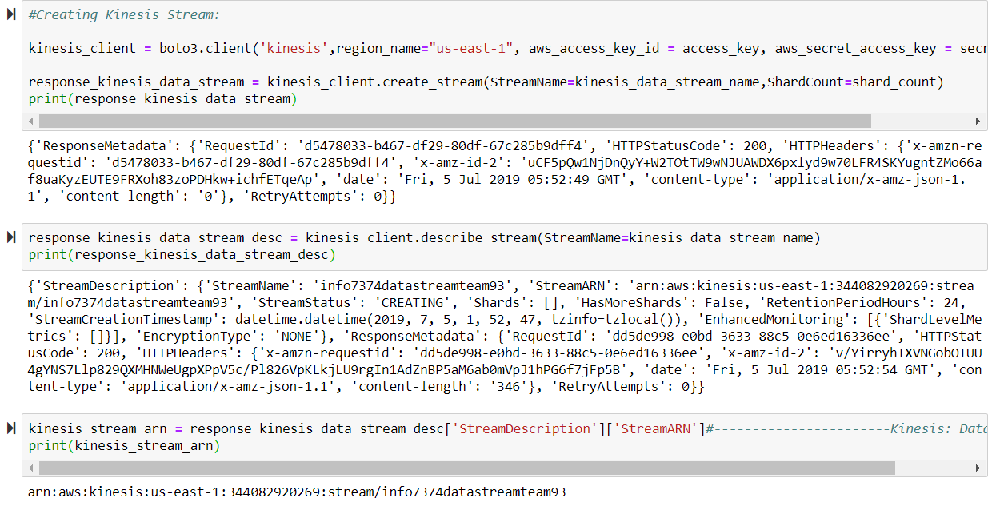 #Creating Kinesis Stream:
kinesis_client = boto3.client('kinesis',region_name="us-east-1", aws_access_key_id = access_key, aws_secret_access_key = secr
response_kinesis_data_stream = kinesis_client.create_stream(StreamName=kinesis_data_stream_name,ShardCount=shard_count)
print(response_kinesis_data_stream)
{'ResponseMetadata': {'RequestId': 'd5478033-b467-df29-80df-67c285b9dff4', 'HTTPStatusCode': 200, 'HTTPHeaders': {'x-amzn-re
questid': 'd5478033-b467-df29-80df-67c285b9dff4', 'x-amz-id-2': 'uCF5pQw1NjDnQyY+W2TOtTW9wNJUAWDX6pxlyd9w70LFR4SKYugntZMo66a
f8uaKyzEUTE9FRXoh83zoPDHkw+ichfETqeAp', 'date': 'Fri, 5 Jul 2019 05:52:49 GMT', 'content-type': 'application/x-amz-json-1.
1', 'content-length': '0'}, 'RetryAttempts': 0}}
response_kinesis_data_stream_desc = kinesis_client.describe_stream(StreamName=kinesis_data_stream_name)
print(response_kinesis_data_stream_desc)
{'StreamDescription': {'StreamName': 'info7374datastreamteam93', 'StreamARN': 'arn:aws:kinesis:us-east-1:344082920269:strea
m/info7374datastreamteam93', 'StreamStatus': 'CREATING', 'Shards': [], 'HasMoreShards': False, 'RetentionPeriodHours': 24,
'StreamCreationTimestamp': datetime.datetime(2019, 7, 5, 1, 52, 47, tzinfo=tzlocal()), 'EnhancedMonitoring': [{'ShardLevelMe
trics': []}], 'EncryptionType': 'NONE'}, 'ResponseMetadata': {'RequestId': 'dd5de998-e0bd-3633-88c5-0e6ed16336ee', 'HTTPStat
usCode': 200, 'HTTPHeaders': {'x-amzn-requestid': 'dd5de998-e0bd-3633-88c5-0e6ed16336ee', 'x-amz-id-2': 'v/YirryhIXVNGobOIUU
4gYNS7Llp829QXMHNWeUgpXPpV5c/Pl826VpKLkjLU9rgIn1AdZnBP5aM6ab0mVpJ1hPG6f7jFp5B', 'date': 'Fri, 5 Jul 2019 05:52:54 GMT', 'con
tent-type': 'application/x-amz-json-1.1', 'content-length': '346'}, 'RetryAttempts': 0}}
kinesis_stream_arn = response_kinesis_data_stream_desc['StreamDescription']['StreamARN']#-----------------------Kinesis: Data
print(kinesis_stream_arn)
arn:aws:kinesis:us-east-1:344082920269:stream/info7374datastreamteam93